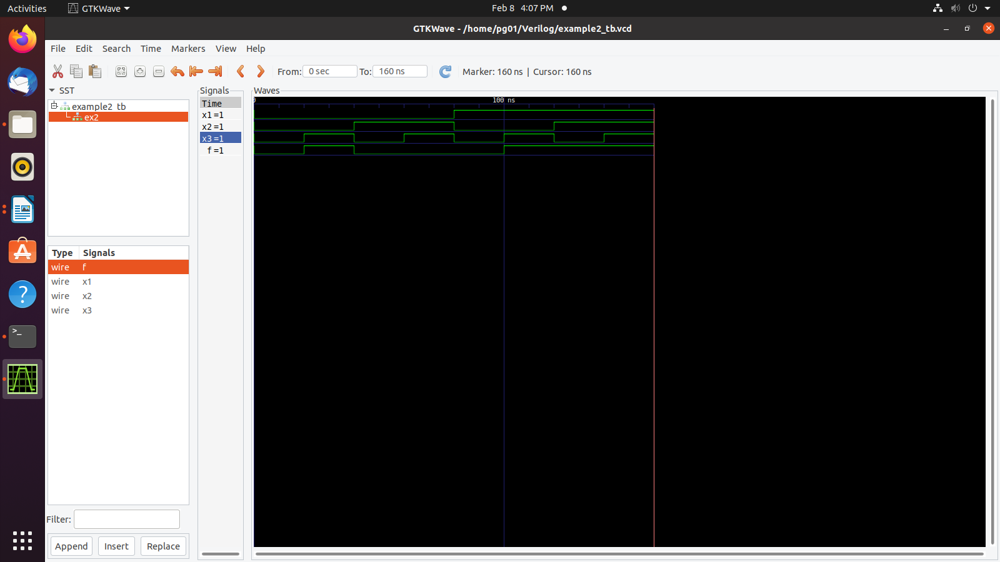 Activities GTKWave Feb 8 4:07 PM
GTKWave - /home/pg01/Verilog/example2_tb.vcd
File Edit Search Time Markers View Help
From: 0 sec To: 160 ns Marker: 160 ns | Cursor: 160 ns
SST
example2_tb
ex2
Type Signals
wire f
wire x1
wire x2
wire x3
Filter:
Append Insert Replace
Signals
Time
x1=1
x2=1
x3=1
f=1
Waves
0 100 ns